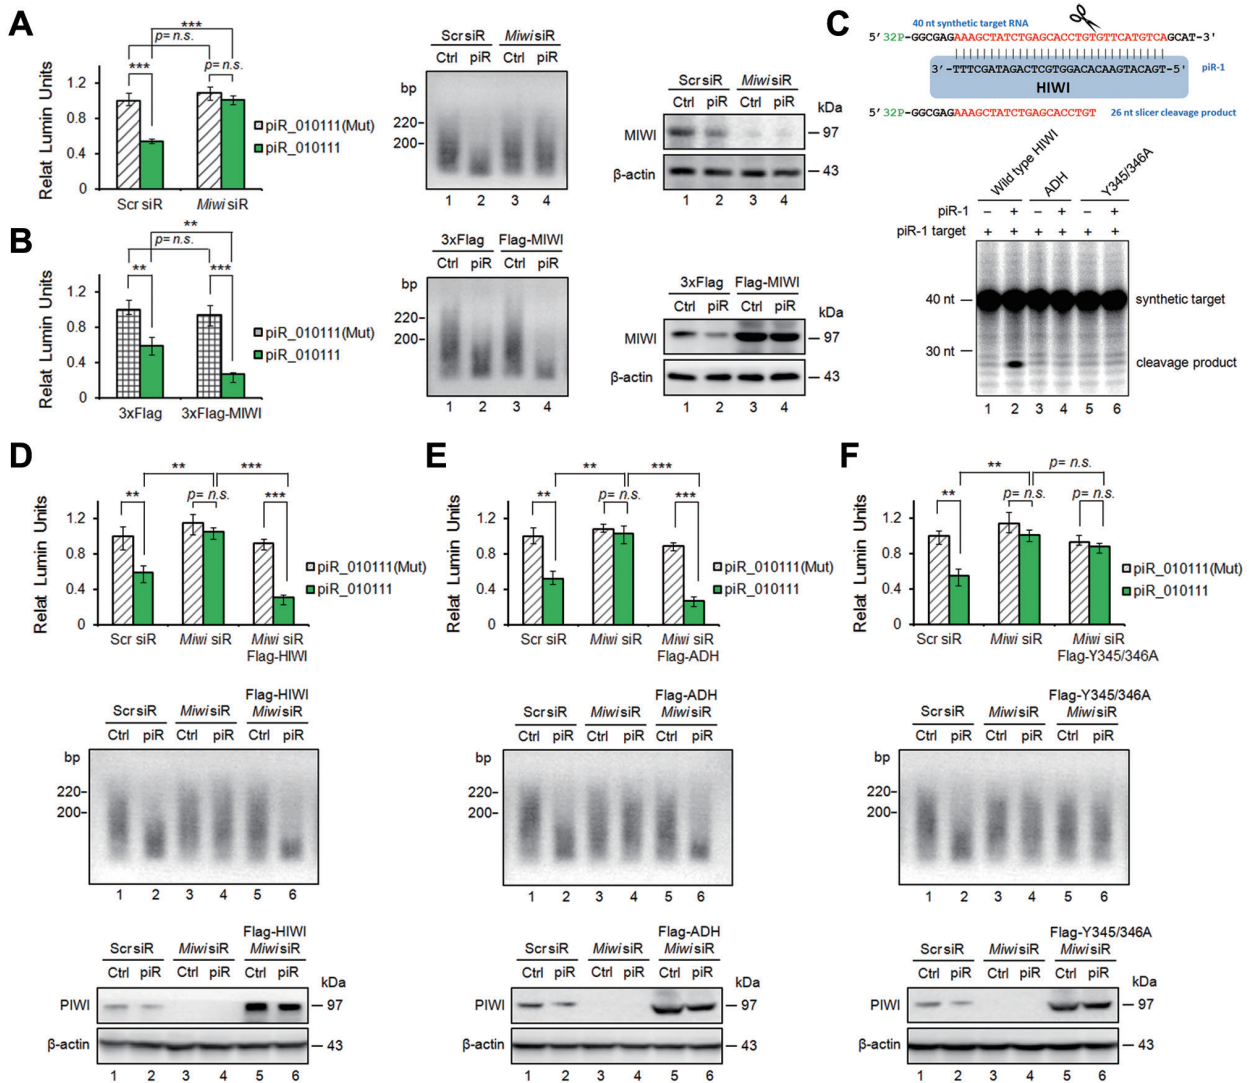 A
***
p= n.s.
***
p= n.s.
Relat Lumin Units
1.2
0.8
0.4
0
Scr siR
Miwi siR
piR_010111(Mut)
piR_010111
Scr siR Miwi siR
Ctrl piR Ctrl piR
bp
220
200
1 2 3 4
Scr siR Miwi siR
Ctrl piR Ctrl piR
kDa
MIWI
97
β-actin
43
1 2 3 4
B
**
p= n.s.
**
***
Relat Lumin Units
1.2
0.8
0.4
0
3xFlag
3xFlag-MIWI
piR_010111(Mut)
piR_010111
3xFlag Flag-MIWI
Ctrl piR Ctrl piR
bp
220
200
1 2 3 4
3xFlag Flag-MIWI
Ctrl piR Ctrl piR
kDa
MIWI
97
β-actin
43
1 2 3 4
C
40 nt synthetic target RNA
5' 32P-GGCGAGAAAGCTATCTGAGCACCTGTGTTCATGTCAGCAT-3'
3'-TTTCGATAGACTCGTGGACACAAGTACAGT-5'
piR-1
HIWI
5' 32P-GGCGAGAAAGCTATCTGAGCACCTGT
26 nt slicer cleavage product
Wild type HIWI
ADH
Y345/346A
piR-1 – + – + – +
piR-1 target + + + + + +
40 nt
synthetic target
30 nt
cleavage product
1 2 3 4 5 6
D
** ***
** p= n.s. ***
Relat Lumin Units
1.2
0.8
0.4
0
Scr siR Miwi siR Miwi siR
Flag-HIWI
piR_010111(Mut)
piR_010111
Flag-HIWI
Scr siR Miwi siR Miwi siR
Ctrl piR Ctrl piR Ctrl piR
bp
220
200
1 2 3 4 5 6
Flag-HIWI
Scr siR Miwi siR Miwi siR
Ctrl piR Ctrl piR Ctrl piR
kDa
PIWI
97
β-actin
43
1 2 3 4 5 6
E
** ***
** p= n.s. ***
Relat Lumin Units
1.2
0.8
0.4
0
Scr siR Miwi siR Miwi siR
Flag-ADH
piR_010111(Mut)
piR_010111
Flag-ADH
Scr siR Miwi siR Miwi siR
Ctrl piR Ctrl piR Ctrl piR
bp
220
200
1 2 3 4 5 6
Flag-ADH
Scr siR Miwi siR Miwi siR
Ctrl piR Ctrl piR Ctrl piR
kDa
PIWI
97
β-actin
43
1 2 3 4 5 6
F
** p= n.s.
** p= n.s. p= n.s.
Relat Lumin Units
1.2
0.8
0.4
0
Scr siR Miwi siR Miwi siR
Flag-Y345/346A
piR_010111(Mut)
piR_010111
Flag-Y345/346A
Scr siR Miwi siR Miwi siR
Ctrl piR Ctrl piR Ctrl piR
bp
220
200
1 2 3 4 5 6
Flag-Y345/346A
Scr siR Miwi siR Miwi siR
Ctrl piR Ctrl piR Ctrl piR
kDa
PIWI
97
β-actin
43
1 2 3 4 5 6